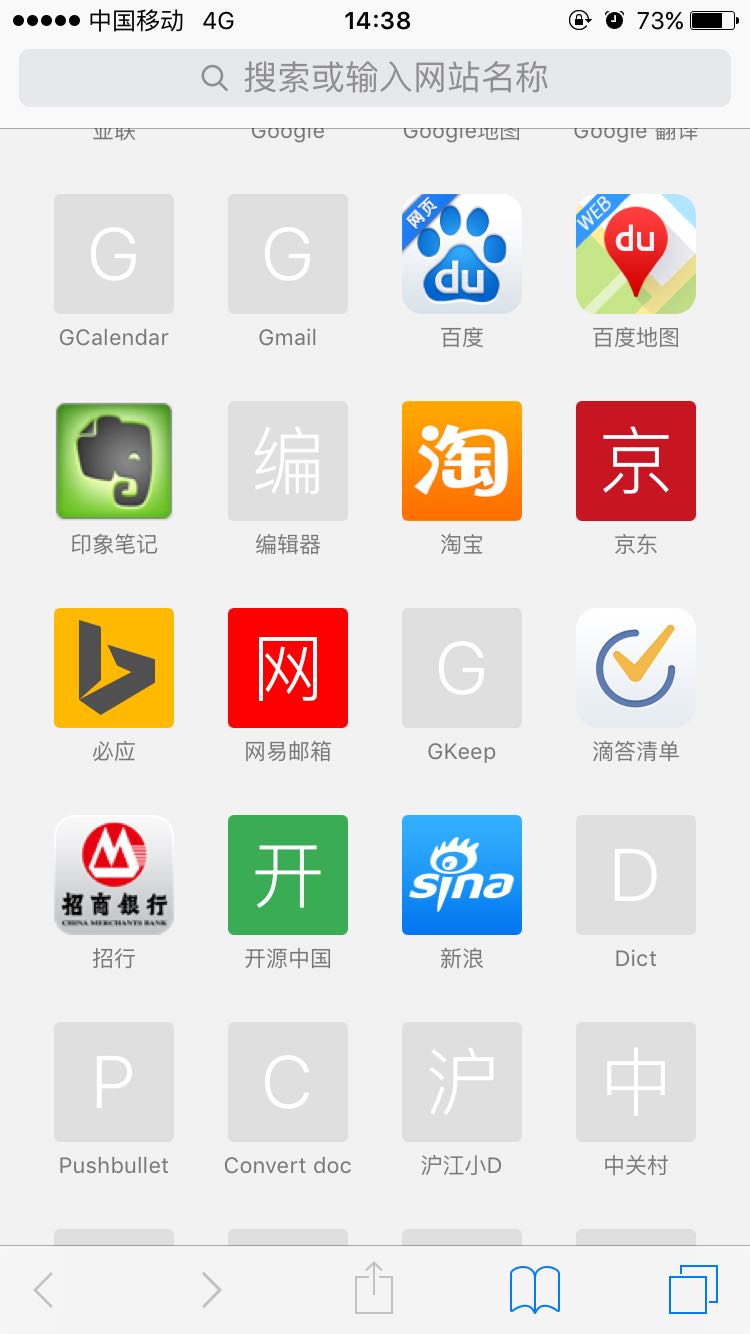 中国移动 4G 14:38 73%
搜索或输入网站名称
亚联 Google Google地图 Google 翻译
G G 网页 du WEB du
GCalendar Gmail 百度 百度地图
编 淘 京
印象笔记 编辑器 淘宝 京东
网 G
必应 网易邮箱 GKeep 滴答清单
招商银行 开 sina D
CHINA MERCHANTS BANK
招行 开源中国 新浪 Dict
P C 沪 中
Pushbullet Convert doc 沪江小D 中关村